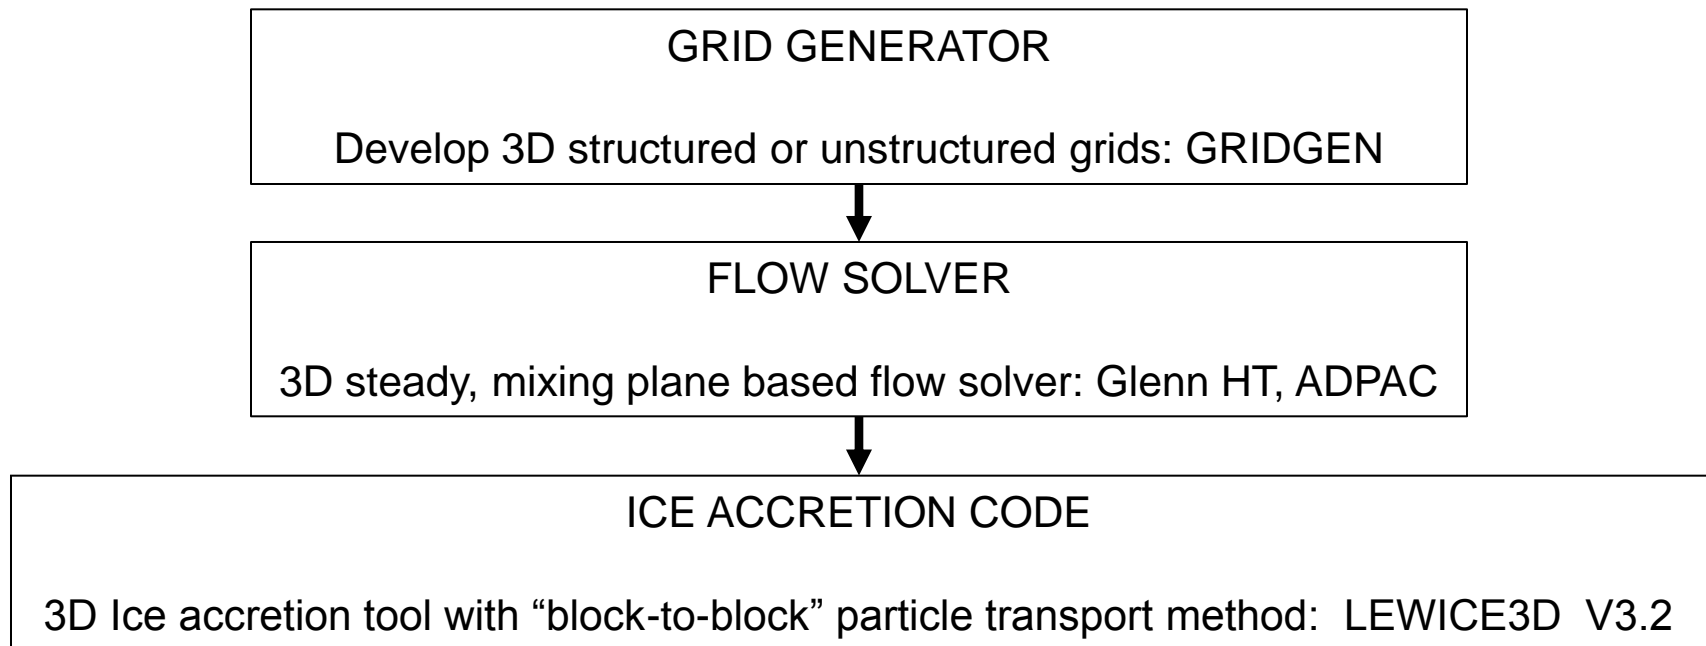 GRID GENERATOR
Develop 3D structured or unstructured grids: GRIDGEN
FLOW SOLVER
3D steady, mixing plane based flow solver: Glenn HT, ADPAC
ICE ACCRETION CODE
3D Ice accretion tool with “block-to-block” particle transport method:  LEWICE3D  V3.2